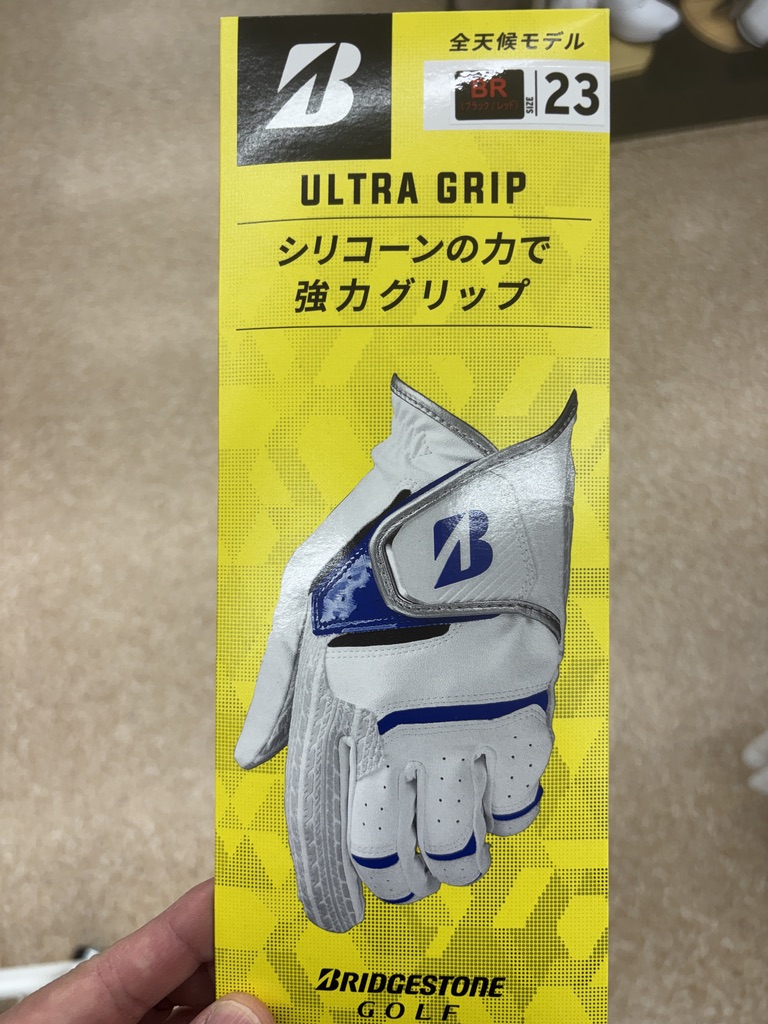 全天候モデル
BR
(ブラック/レッド)
SIZE
23
ULTRA GRIP
シリコーンの力で
強力グリップ
BRIDGESTONE
GOLF